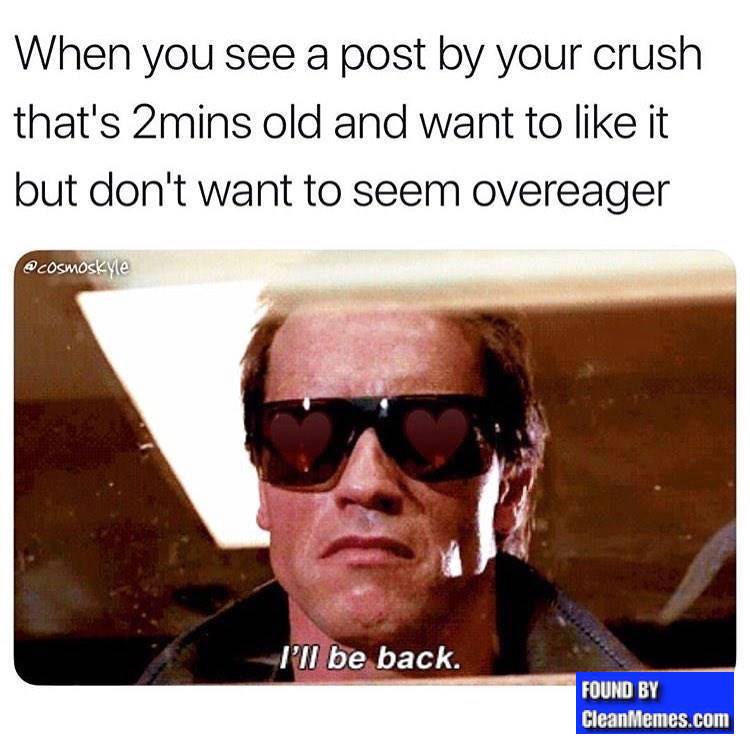 When you see a post by your crush
that's 2mins old and want to like it
but don't want to seem overeager
@cosmoskyle
I'll be back.
FOUND BY
CleanMemes.com